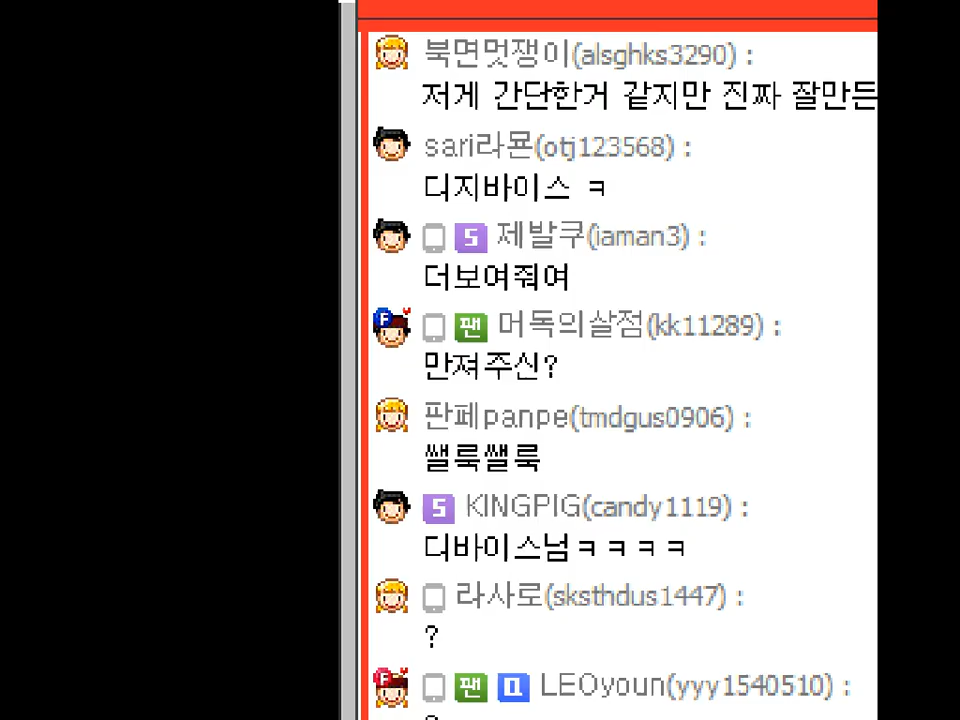 북면멋쟁이(alsghks3290) :
저게 간단한거 같지만 진짜 잘만든
sari라묜(otj123568) :
디지바이스 ㅋ
5 제발쿠(iaman3) :
더보여줘여
F 팬 머독의살점(kk11289) :
만져주신?
판페panpe(tmdgus0906) :
쌜룩쌜룩
5 KINGPIG(candy1119) :
디바이스넘ㅋㅋㅋㅋ
라사로(sksthdus1447) :
?
F 팬 LEOyoun(yyy1540510) :